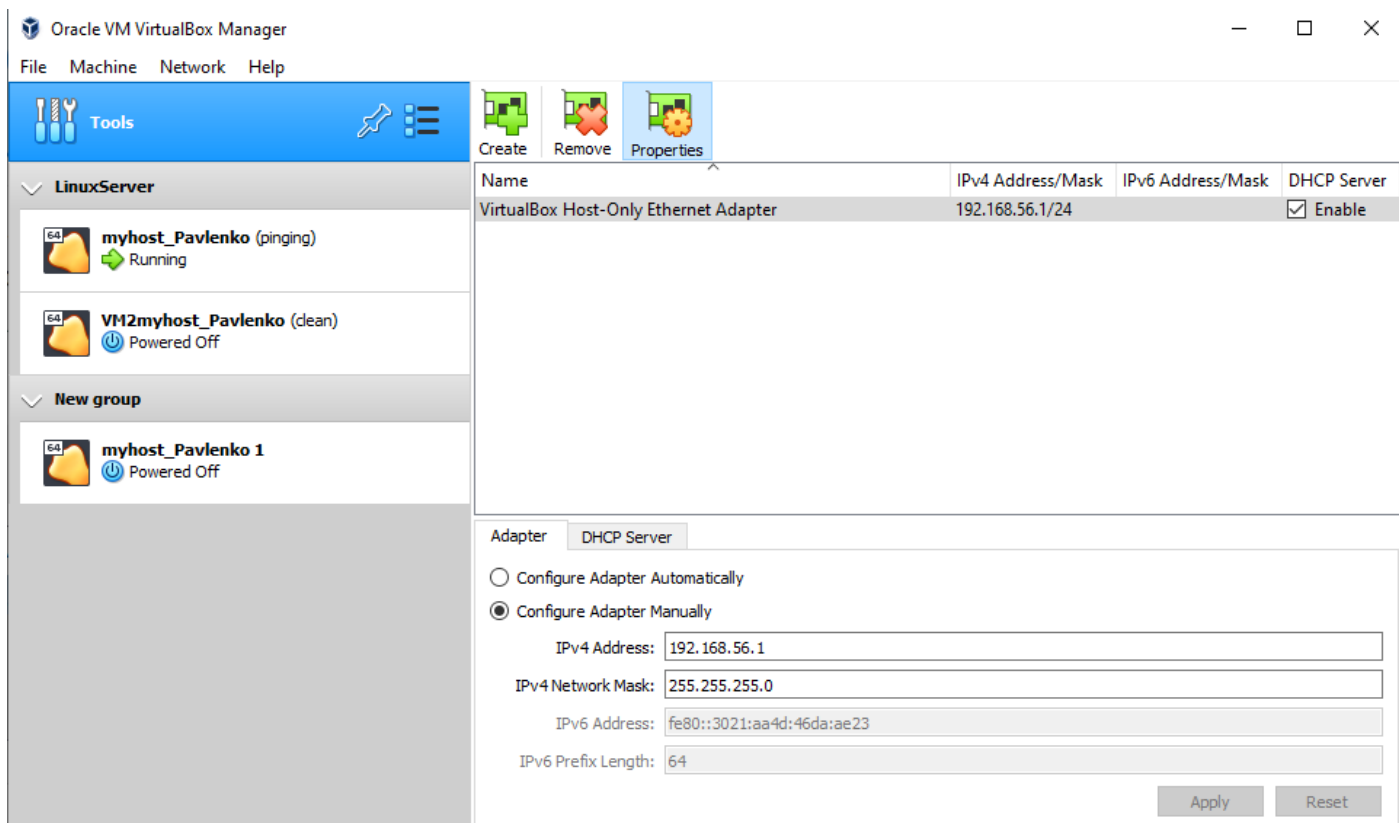 Oracle VM VirtualBox Manager
File Machine Network Help
Tools
Create Remove Properties
LinuxServer
64
myhost_Pavlenko (pinging)
Running
64
VM2myhost_Pavlenko (clean)
Powered Off
New group
64
myhost_Pavlenko 1
Powered Off
Name IPv4 Address/Mask IPv6 Address/Mask DHCP Server
VirtualBox Host-Only Ethernet Adapter 192.168.56.1/24 Enable
Adapter DHCP Server
Configure Adapter Automatically
Configure Adapter Manually
IPv4 Address: 192.168.56.1
IPv4 Network Mask: 255.255.255.0
IPv6 Address: fe80::3021:aa4d:46da:ae23
IPv6 Prefix Length: 64
Apply Reset